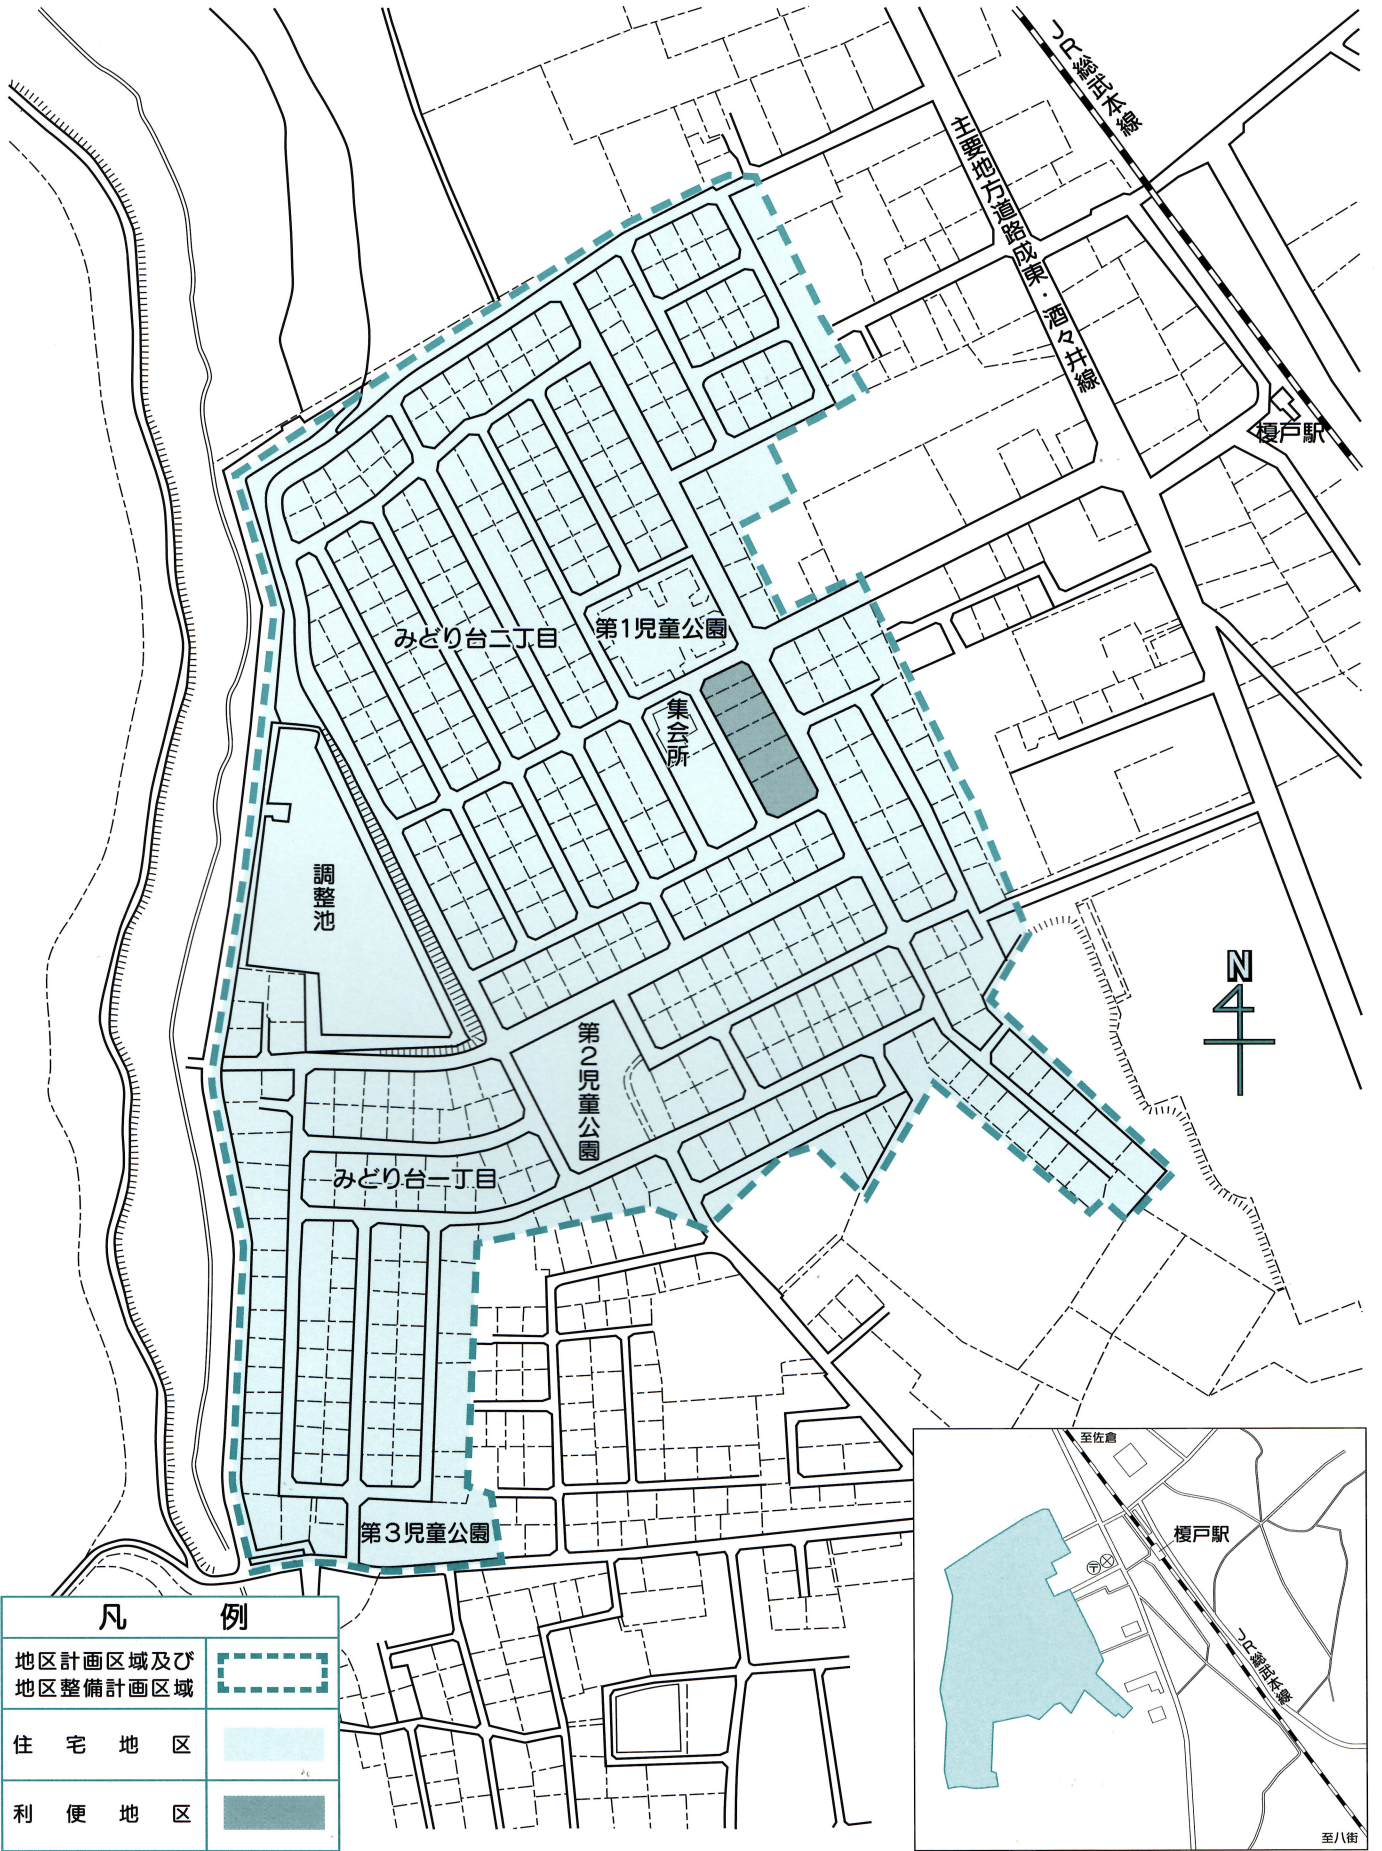 JR総武本線
主要地方道路成東・酒々井線
榎戸駅
みどり台二丁目
第1児童公園
集会所
調整池
N
第2児童公園
みどり台一丁目
第3児童公園
凡例
地区計画区域及び
地区整備計画区域
住宅地区
利便地区
至佐倉
榎戸駅
〒
JR総武本線
至八街